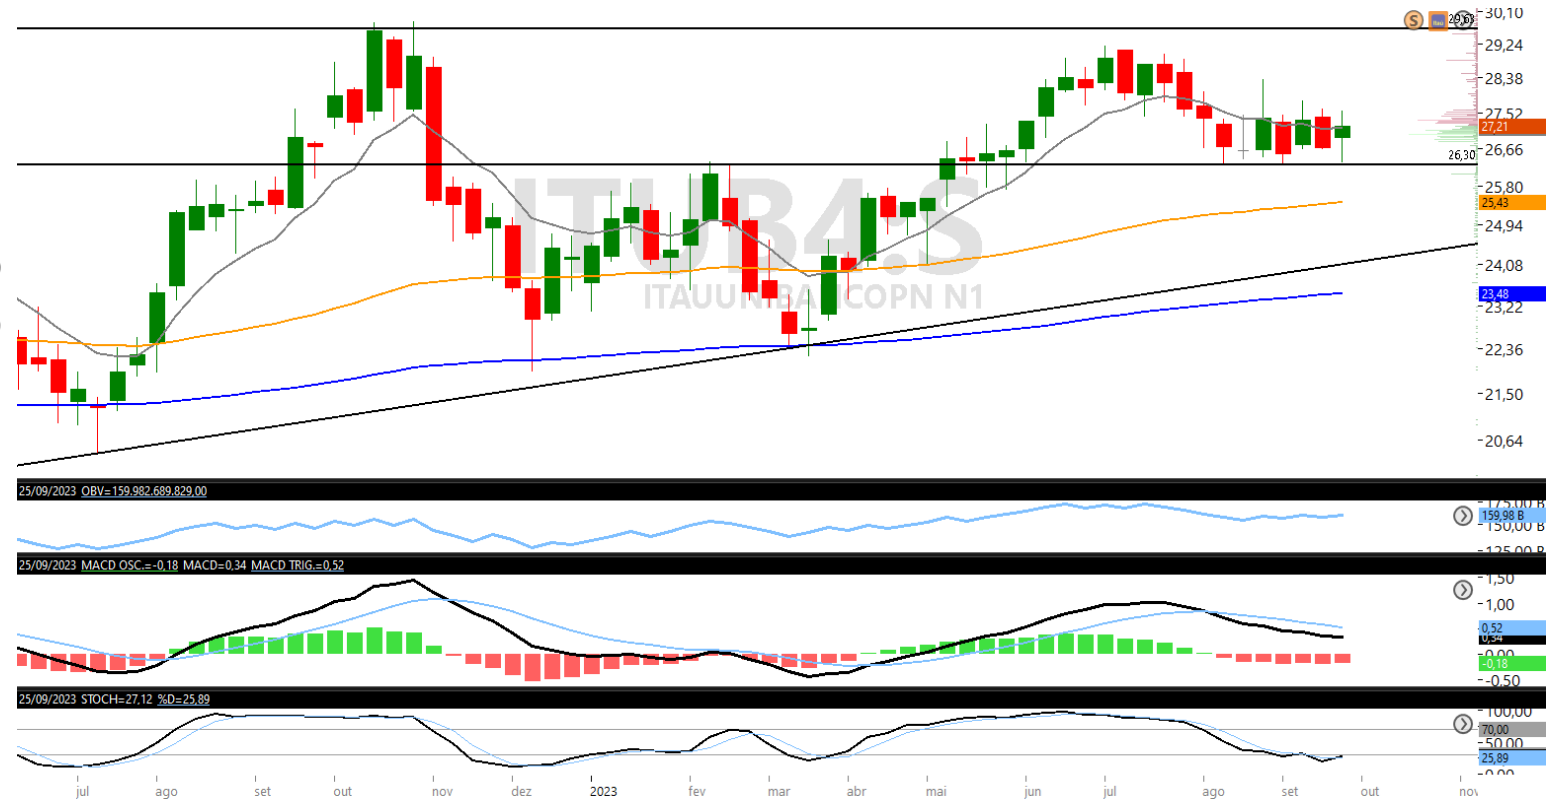 30,10
29,63
29,24
28,38
27,52
27,21
26,66
26,30
25,80
25,43
24,94
24,08
23,48
23,22
22,36
21,50
20,64
ITUB4.S
ITAUUNIBANCOPN N1
25/09/2023 OBV=159.982.689.829,00
175,00 B
159,98 B
150,00 B
125,00 B
25/09/2023 MACD OSC.=-0,18 MACD=0,34 MACD TRIG.=0,52
1,50
1,00
0,52
0,34
0,00
-0,18
-0,50
25/09/2023 STOCH=27,12 %D=25,89
100,00
70,00
50,00
25,89
0,00
jul ago set out nov dez 2023 fev mar abr mai jun jul ago set out nov